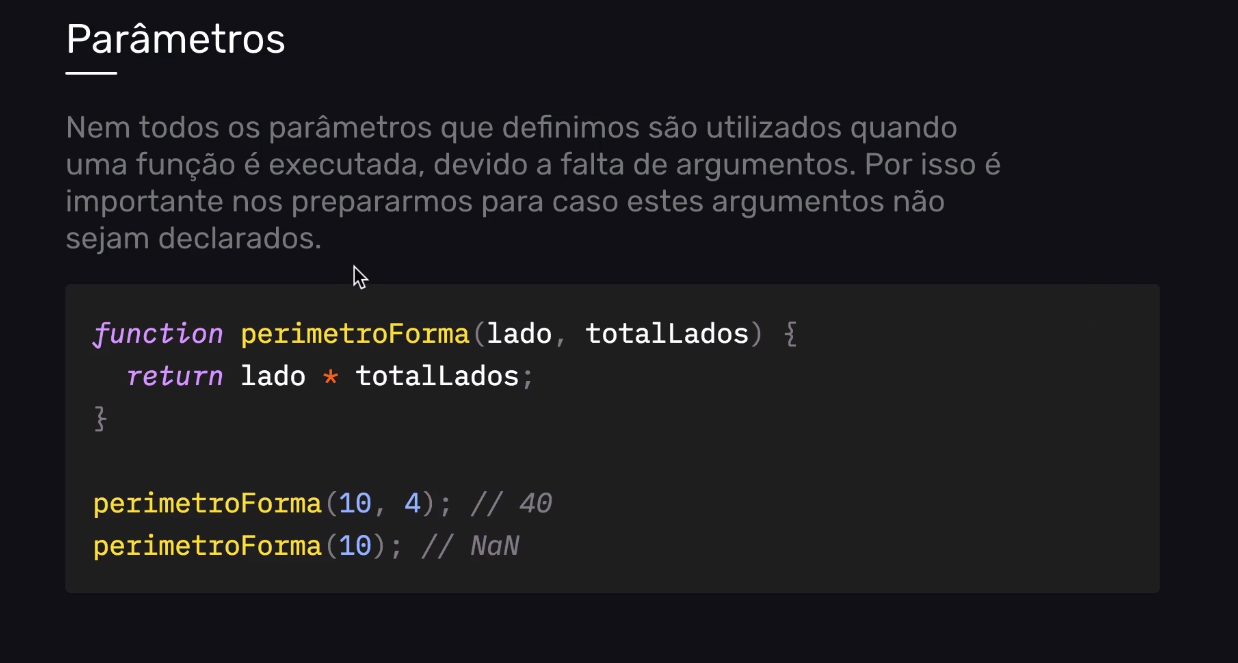 Parâmetros
Nem todos os parâmetros que definimos são utilizados quando
uma função é executada, devido a falta de argumentos. Por isso é
importante nos prepararmos para caso estes argumentos não
sejam declarados.
function perimetroForma(lado, totalLados) {
  return lado * totalLados;
}
perimetroForma(10, 4); // 40
perimetroForma(10); // NaN